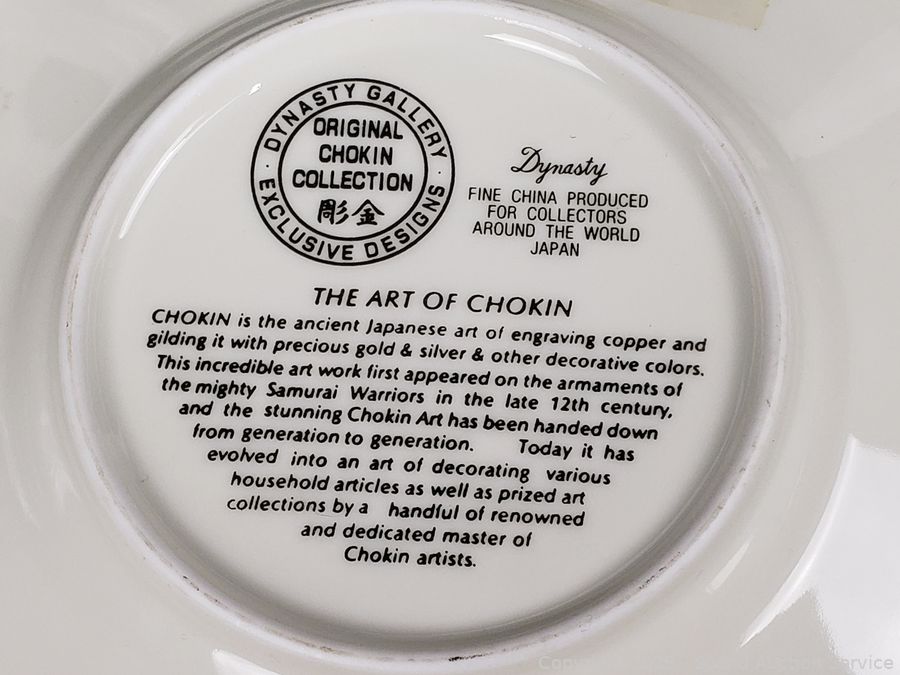 DYNASTY GALLERY
ORIGINAL
CHOKIN
COLLECTION
彫金
EXCLUSIVE DESIGNS
Dynasty
FINE CHINA PRODUCED
FOR COLLECTORS
AROUND THE WORLD
JAPAN
THE ART OF CHOKIN
CHOKIN is the ancient Japanese art of engraving copper and
gilding it with precious gold & silver & other decorative colors.
This incredible art work first appeared on the armaments of
the mighty Samurai Warriors in the late 12th century,
and the stunning Chokin Art has been handed down
from generation to generation. Today it has
evolved into an art of decorating various
household articles as well as prized art
collections by a handful of renowned
and dedicated master of
Chokin artists.
Auction Service